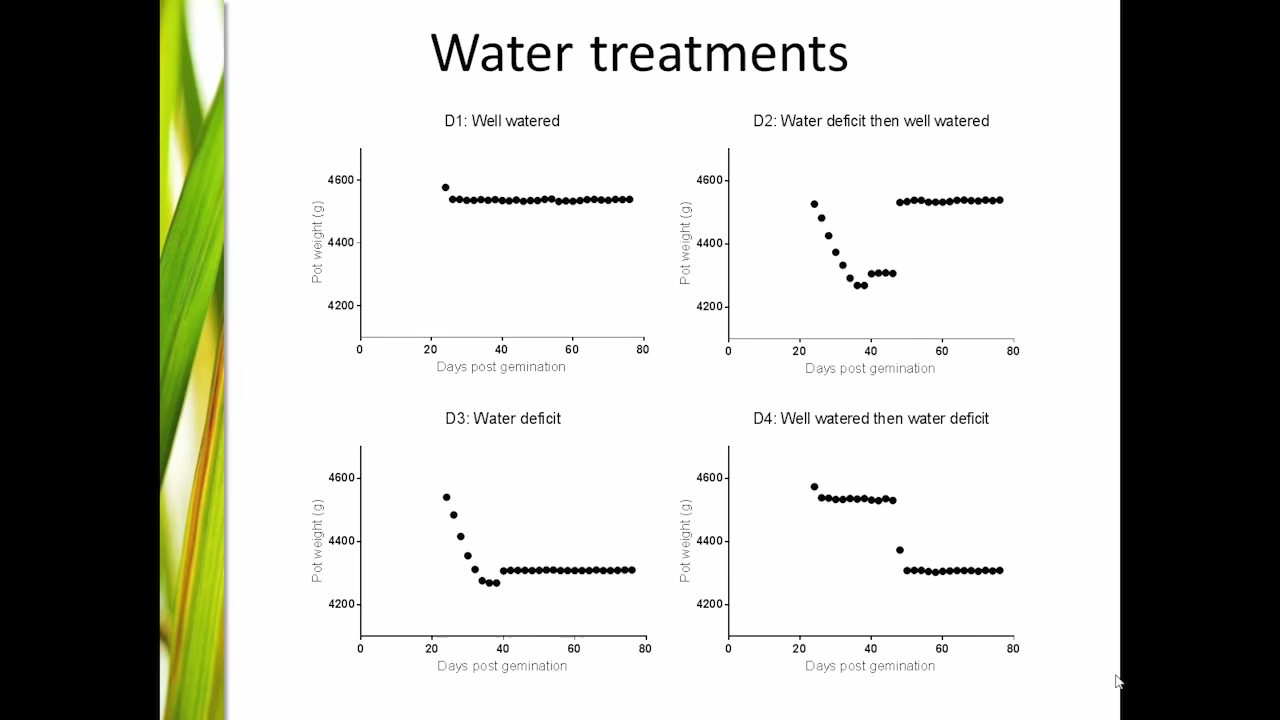 Water treatments
D1: Well watered
4600
4400
4200
Pot weight (g)
0 20 40 60 80
Days post gemination
D2: Water deficit then well watered
4600
4400
4200
Pot weight (g)
0 20 40 60 80
Days post gemination
D3: Water deficit
4600
4400
4200
Pot weight (g)
0 20 40 60 80
Days post gemination
D4: Well watered then water deficit
4600
4400
4200
Pot weight (g)
0 20 40 60 80
Days post gemination